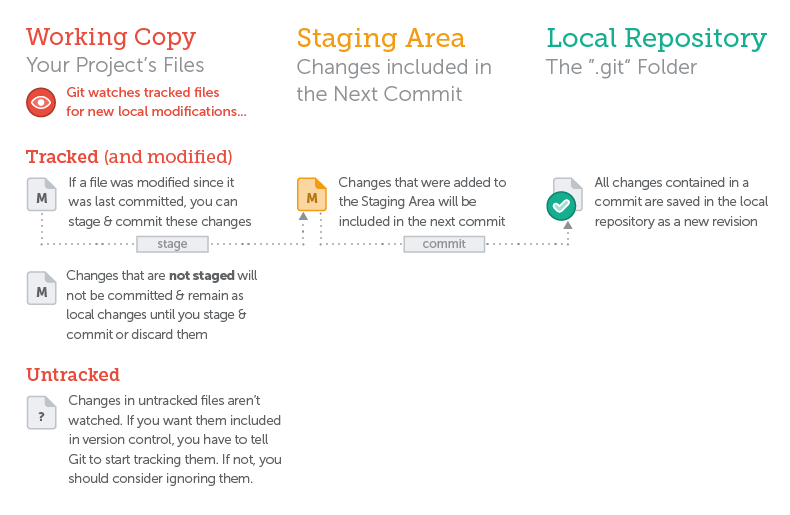 Working Copy
Your Project's Files
Git watches tracked files
for new local modifications...
Staging Area
Changes included in
the Next Commit
Local Repository
The ”.git“ Folder
Tracked (and modified)
M
If a file was modified since it
was last committed, you can
stage & commit these changes
M
Changes that were added to
the Staging Area will be
included in the next commit
All changes contained in a
commit are saved in the local
repository as a new revision
stage
commit
M
Changes that are not staged will
not be committed & remain as
local changes until you stage &
commit or discard them
Untracked
?
Changes in untracked files aren't
watched. If you want them included
in version control, you have to tell
Git to start tracking them. If not, you
should consider ignoring them.